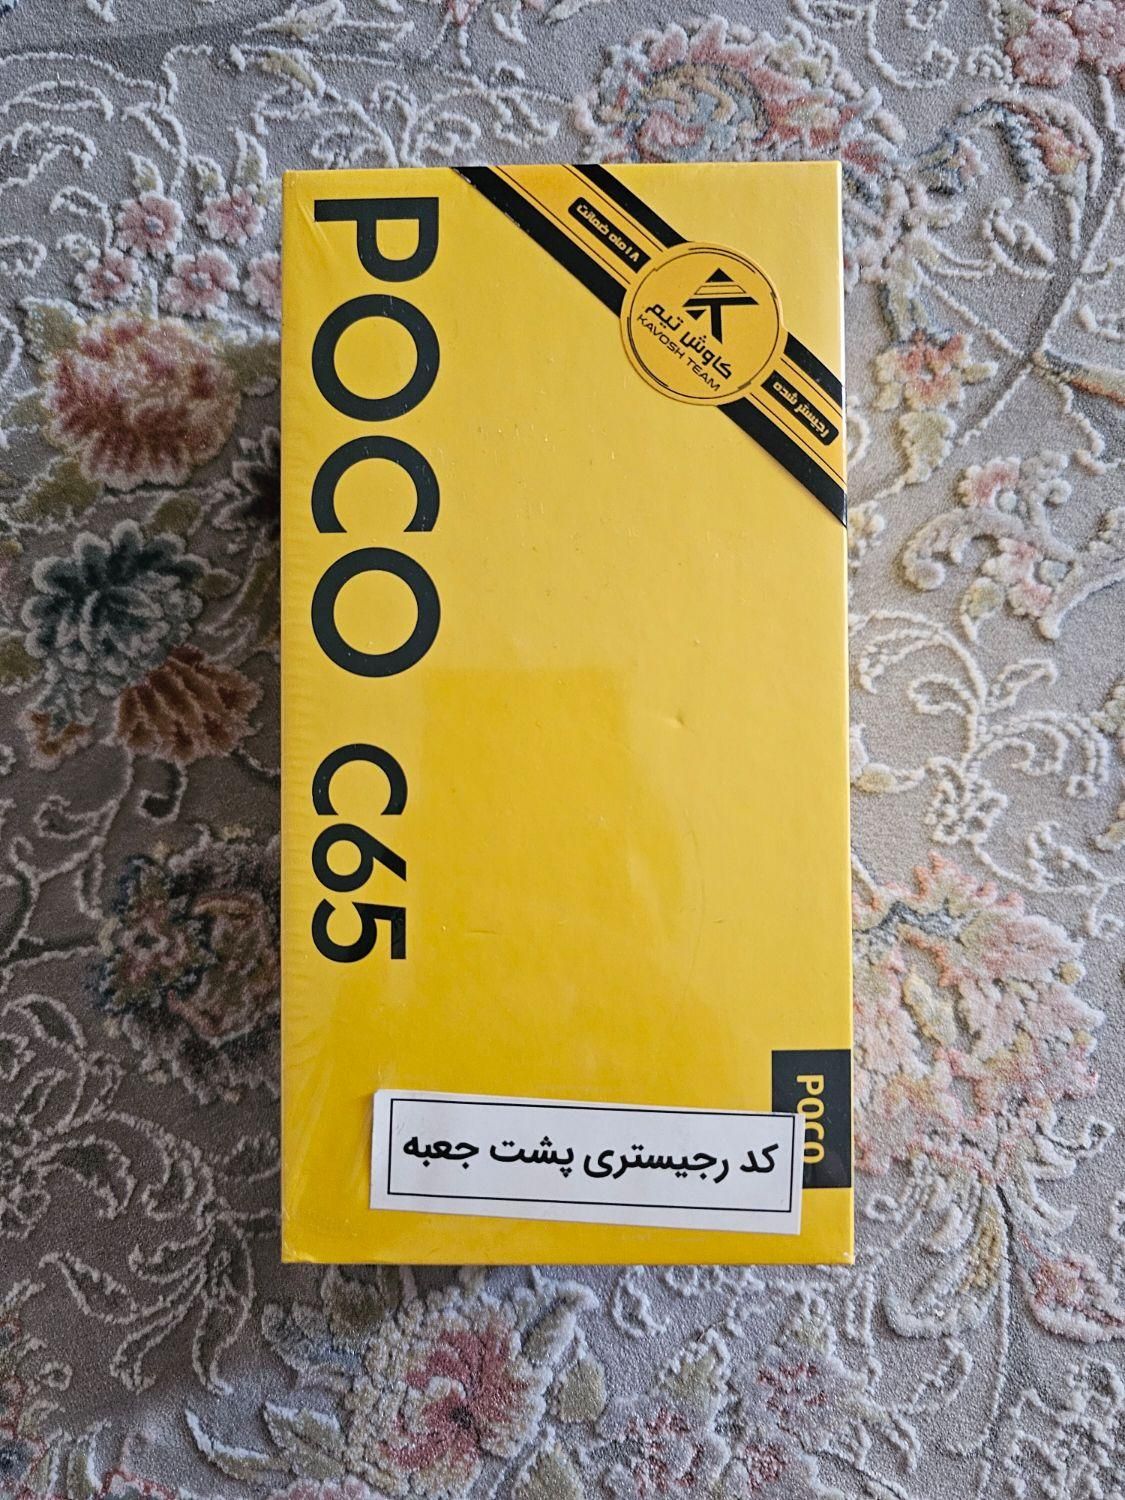 POCO C65
۱۸ ماه ضمانت
کاوش تیم
KAVOSH TEAM
رجیستر شده
POCO
کد رجیستری پشت جعبه